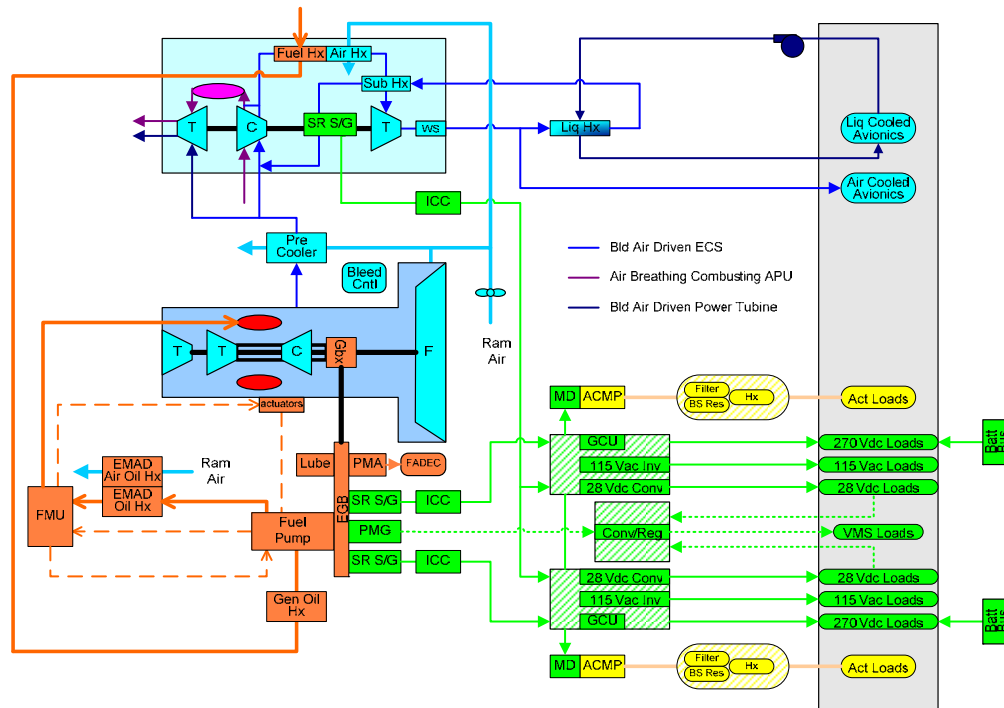 Fuel Hx
Air Hx
Sub Hx
T
C
SR S/G
T
WS
Liq Hx
Liq Cooled
Avionics
Air Cooled
Avionics
ICC
Pre
Cooler
Bleed
Cntl
Bld Air Driven ECS
Air Breathing Combusting APU
Bld Air Driven Power Turbine
Ram
Air
T
T
C
Gbx
F
actuators
MD
ACMP
Filter
BS Res
Hx
Act Loads
Lube
PMA
FADEC
EGB
EMAD
Air Oil Hx
Ram
Air
EMAD
Oil Hx
FMU
Fuel
Pump
SR S/G
ICC
PMG
SR S/G
ICC
Gen Oil
Hx
GCU
115 Vac Inv
28 Vdc Conv
Conv/Reg
28 Vdc Conv
115 Vac Inv
GCU
270 Vdc Loads
115 Vac Loads
28 Vdc Loads
VMS Loads
28 Vdc Loads
115 Vac Loads
270 Vdc Loads
Batt
Bus
Batt
Bus
MD
ACMP
Filter
BS Res
Hx
Act Loads